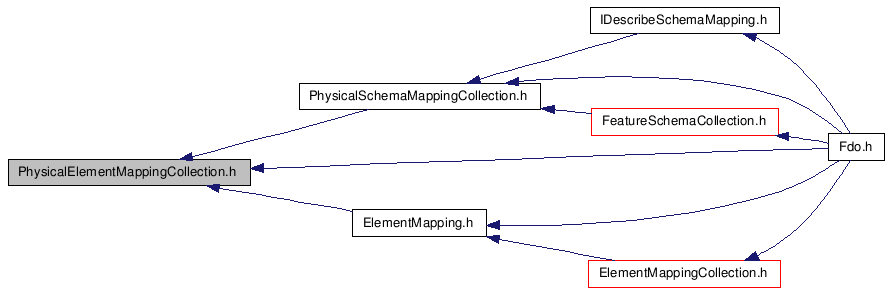 IDescribeSchemaMapping.h
PhysicalSchemaMappingCollection.h
FeatureSchemaCollection.h
Fdo.h
PhysicalElementMappingCollection.h
ElementMapping.h
ElementMappingCollection.h